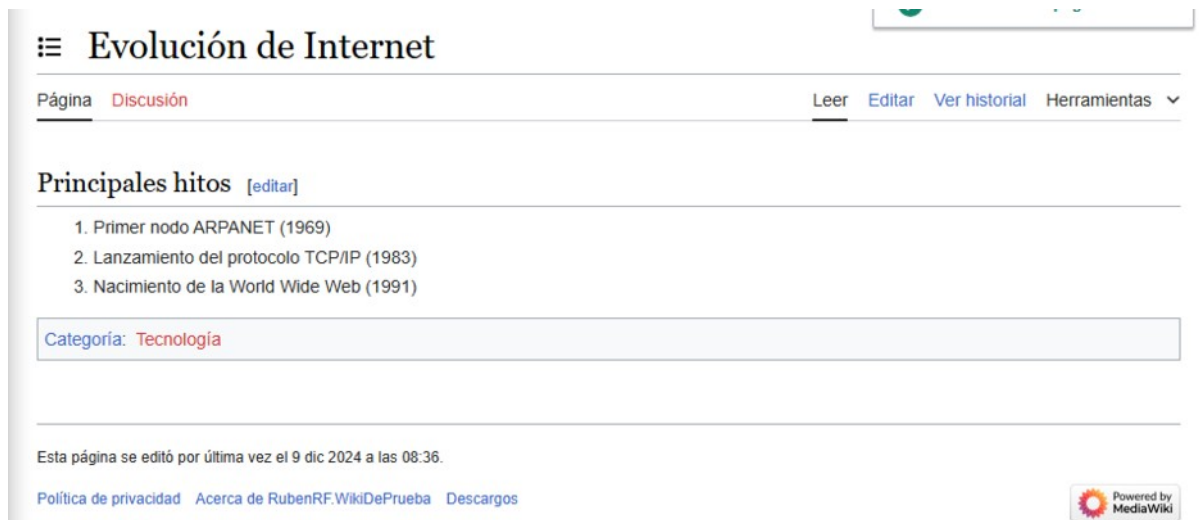 Evolución de Internet
Página Discusión Leer Editar Ver historial Herramientas
Principales hitos [editar]
1. Primer nodo ARPANET (1969)
2. Lanzamiento del protocolo TCP/IP (1983)
3. Nacimiento de la World Wide Web (1991)
Categoría: Tecnología
Esta página se editó por última vez el 9 dic 2024 a las 08:36.
Política de privacidad Acerca de RubenRF.WikiDePrueba Descargos
Powered by
MediaWiki